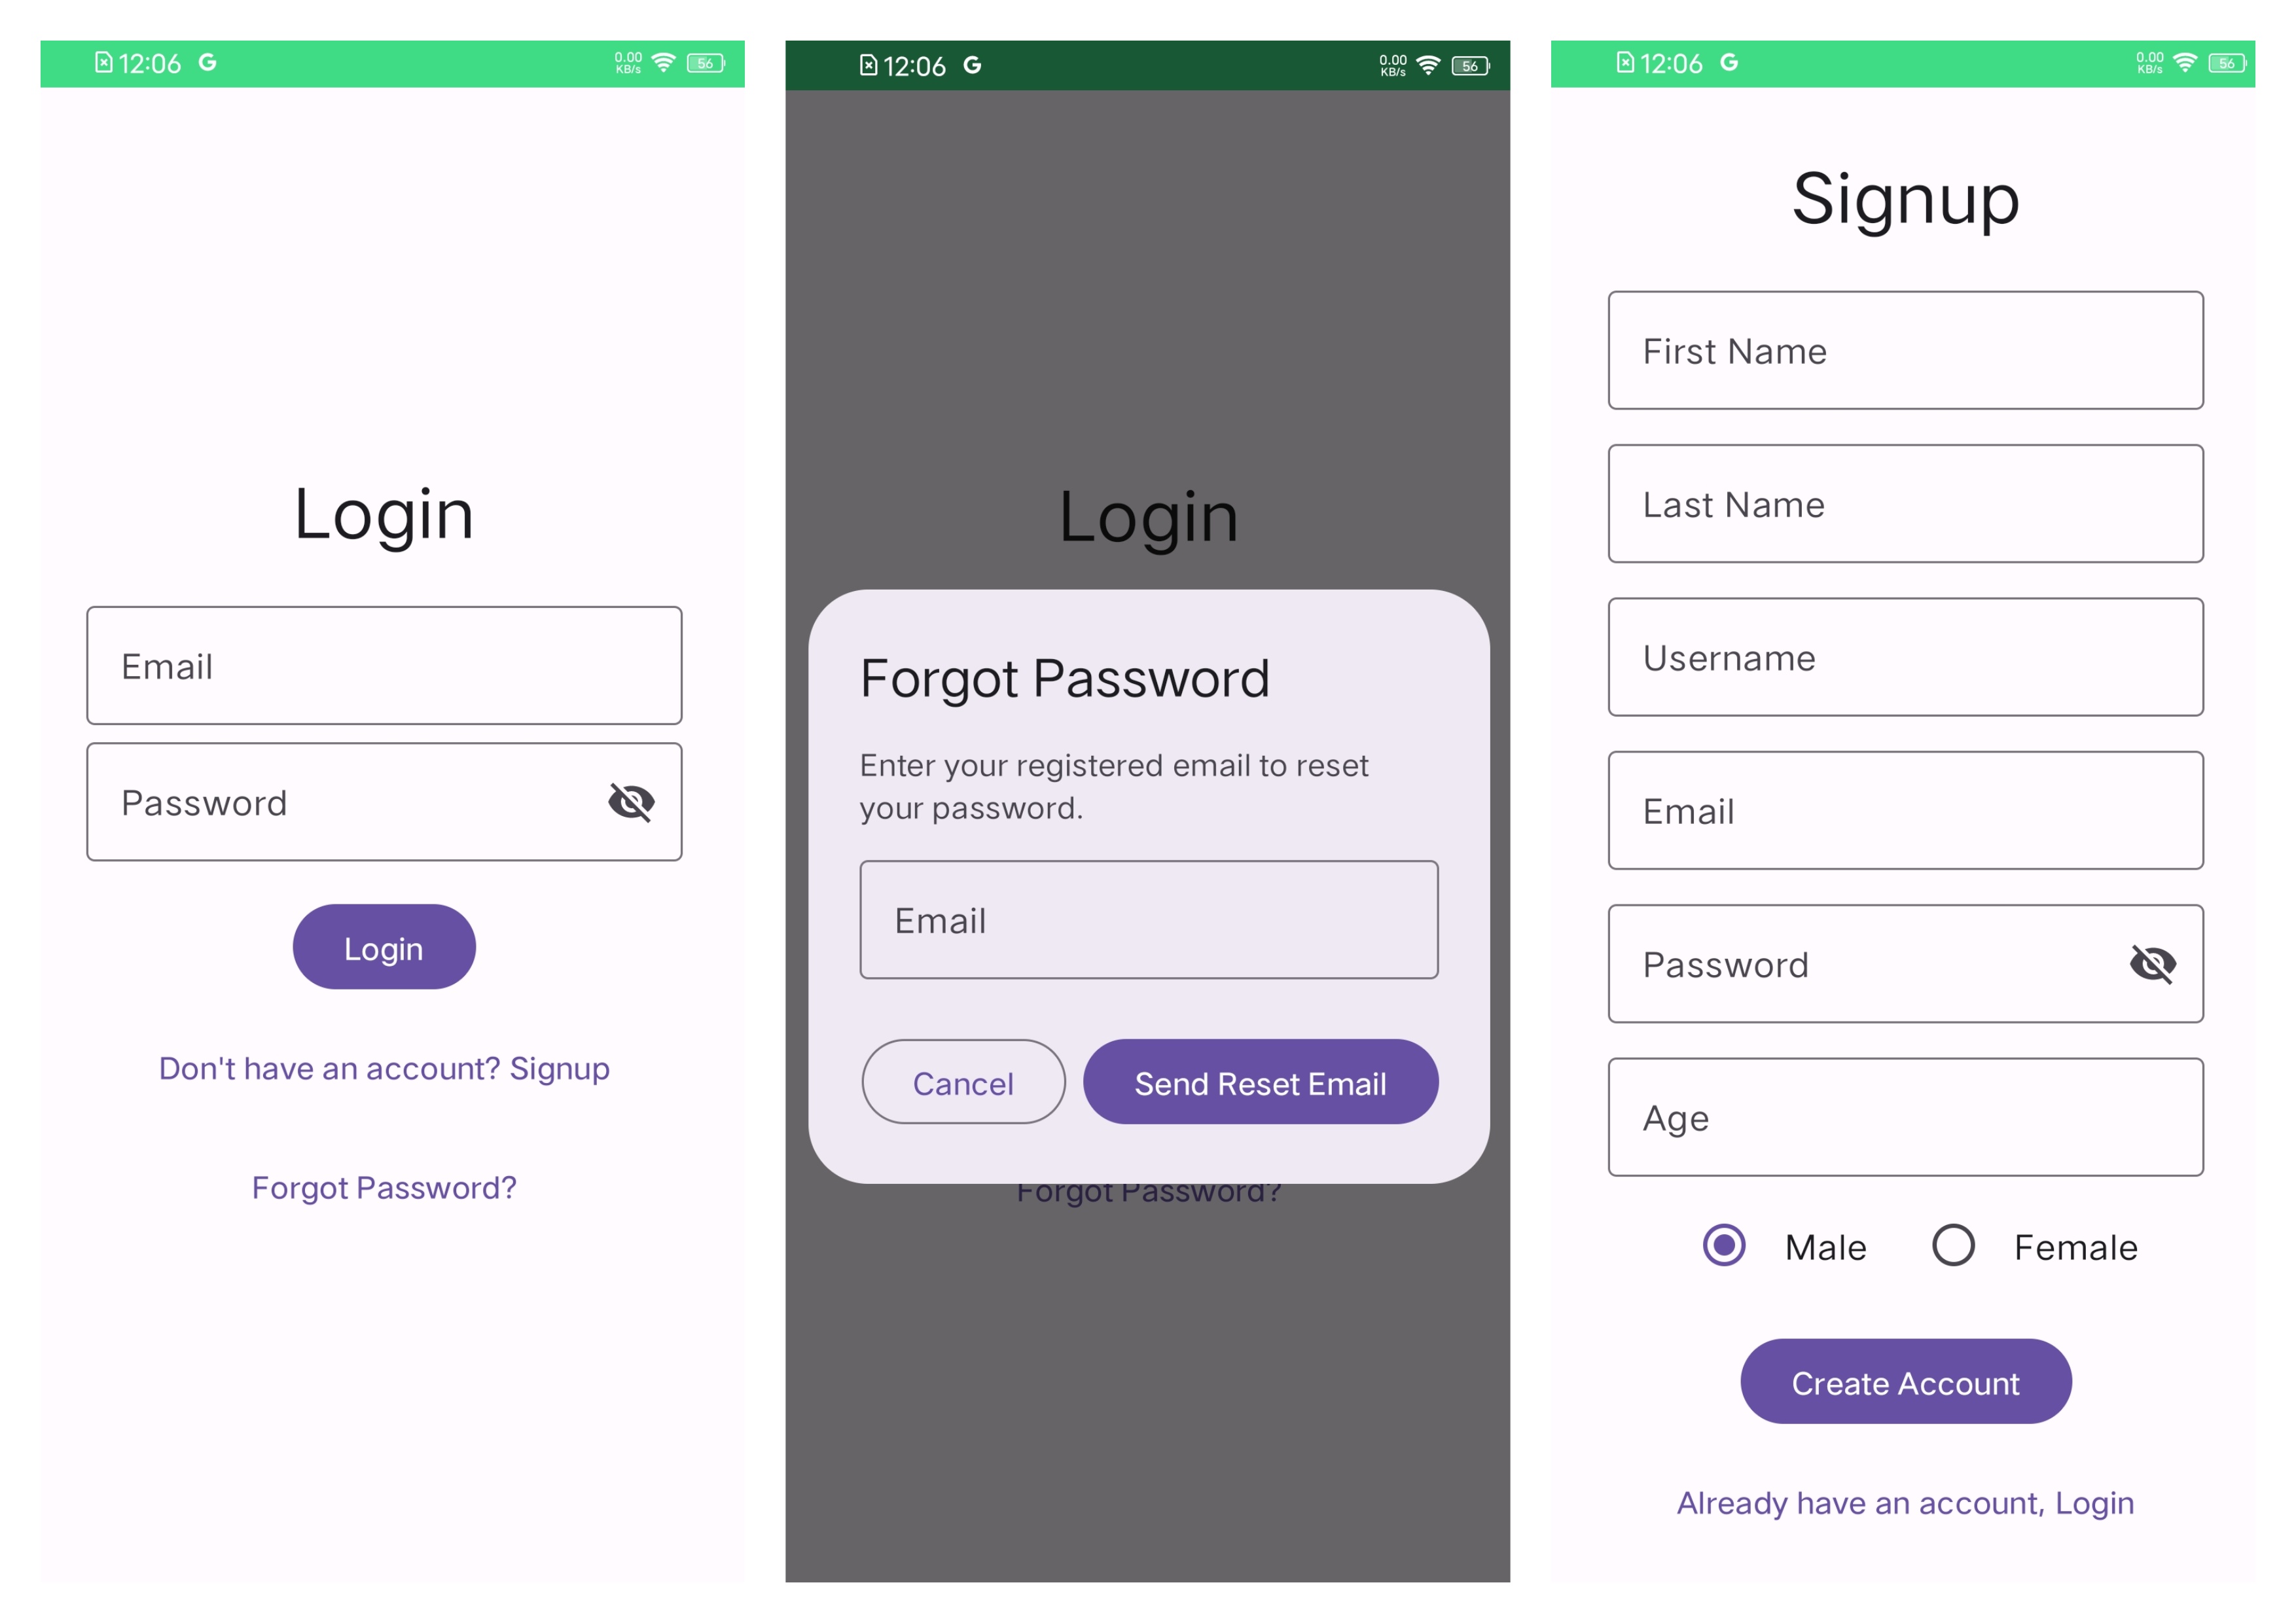 12:06 G 0.00 KB/s 56
Login
Email
Password
Login
Don't have an account? Signup
Forgot Password?
12:06 G 0.00 KB/s 56
Login
Forgot Password
Enter your registered email to reset
your password.
Email
Cancel
Send Reset Email
Forgot Password?
12:06 G 0.00 KB/s 56
Signup
First Name
Last Name
Username
Email
Password
Age
Male Female
Create Account
Already have an account, Login